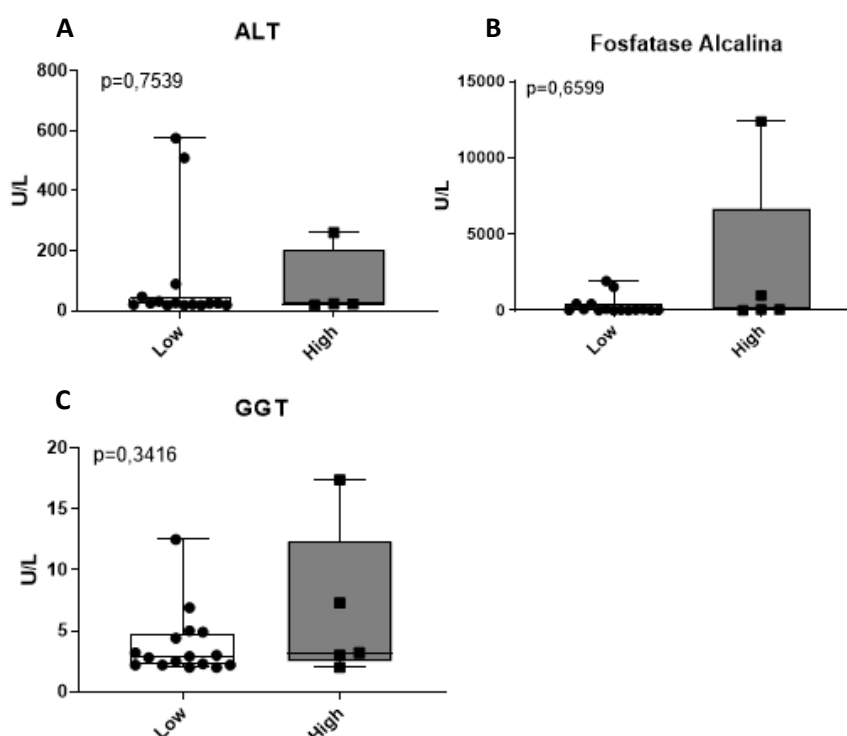 A
ALT
p=0,7539
U/L
800
600
400
200
0
Low
High
B
Fosfatase Alcalina
p=0,6599
U/L
15000
10000
5000
0
Low
High
C
GGT
p=0,3416
U/L
20
15
10
5
0
Low
High